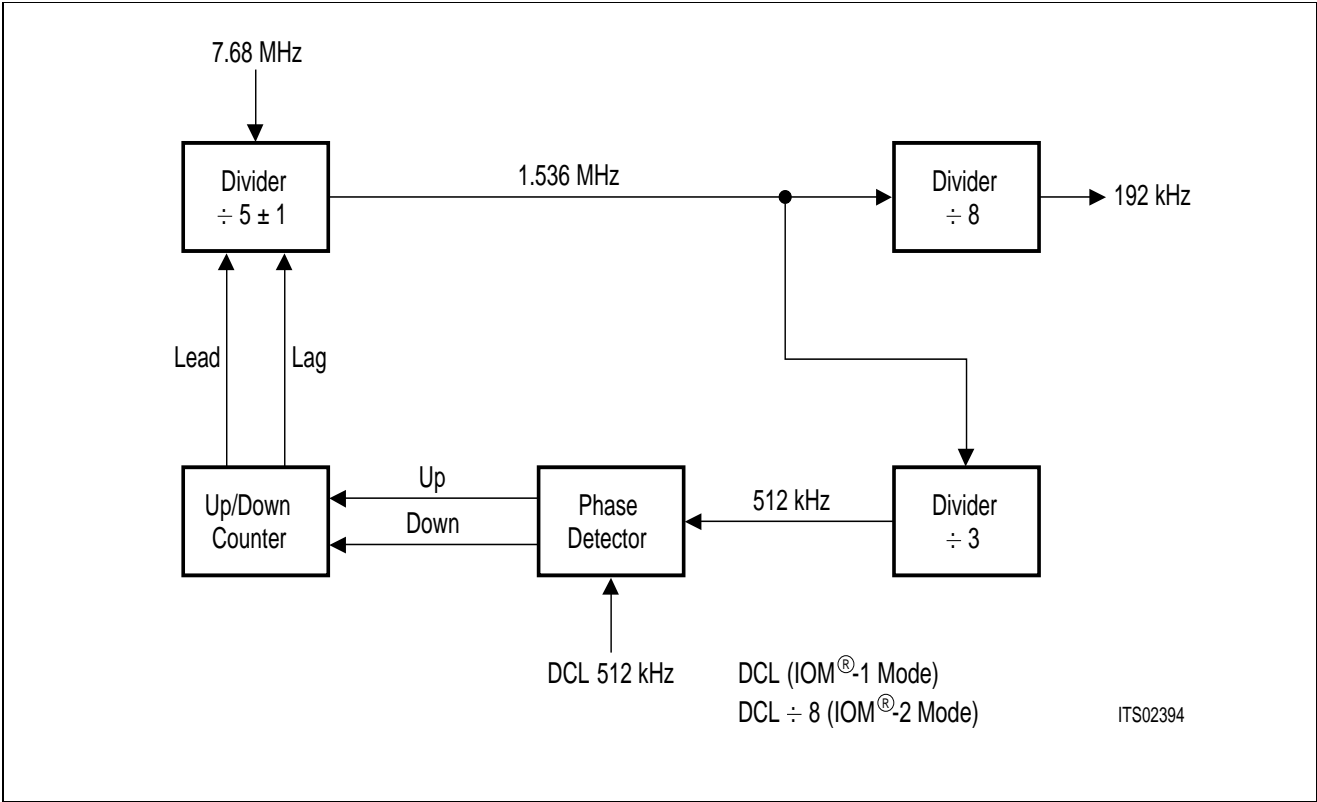 7.68 MHz
Divider
÷ 5 ± 1
1.536 MHz
Divider
÷ 8
192 kHz
Lead
Lag
Up/Down
Counter
Up
Down
Phase
Detector
512 kHz
Divider
÷ 3
DCL 512 kHz
DCL (IOM®-1 Mode)
DCL ÷ 8 (IOM®-2 Mode)
ITS02394